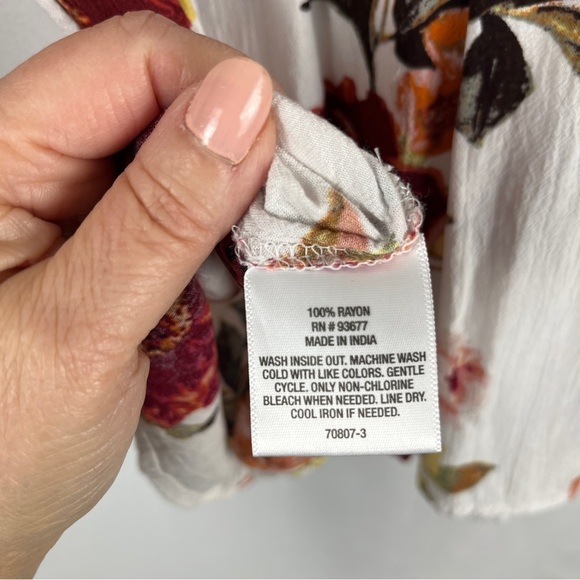 100% RAYON
RN # 93677
MADE IN INDIA
WASH INSIDE OUT. MACHINE WASH
COLD WITH LIKE COLORS. GENTLE
CYCLE. ONLY NON-CHLORINE
BLEACH WHEN NEEDED. LINE DRY.
COOL IRON IF NEEDED.
70807-3